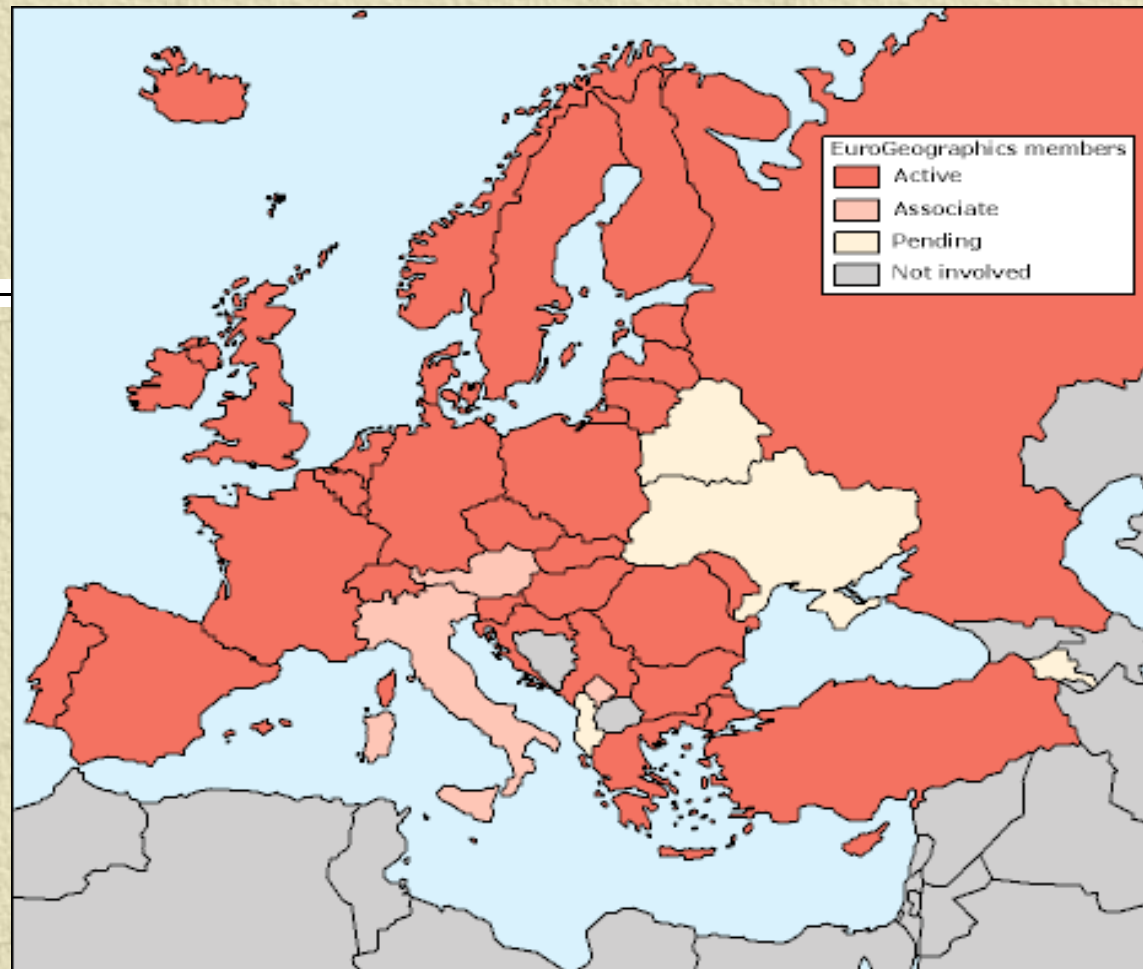 EuroGeographics members
Active
Associate
Pending
Not involved